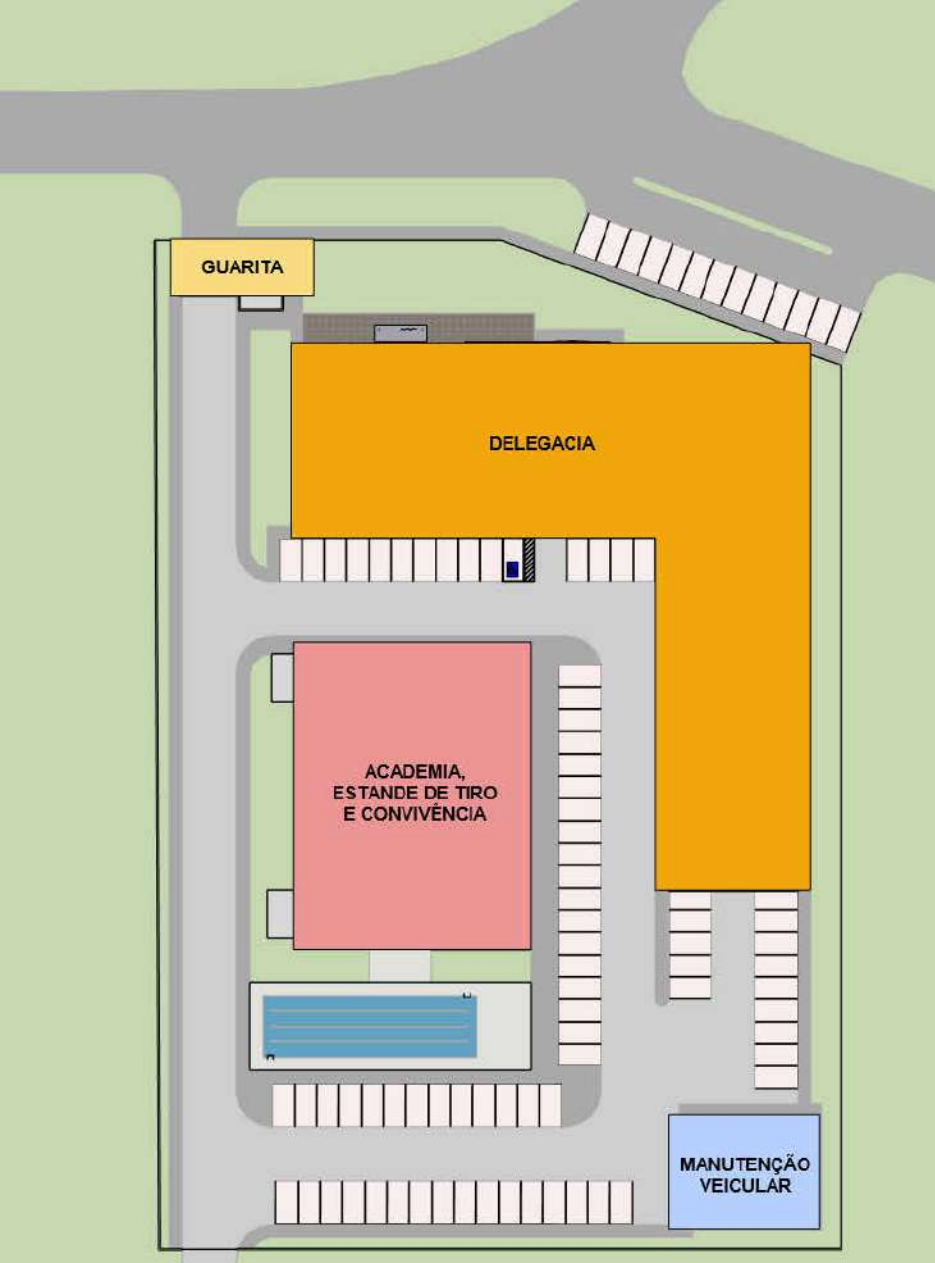 GUARITA
DELEGACIA
ACADEMIA,
ESTANDE DE TIRO
E CONVIVÊNCIA
MANUTENÇÃO
VEICULAR